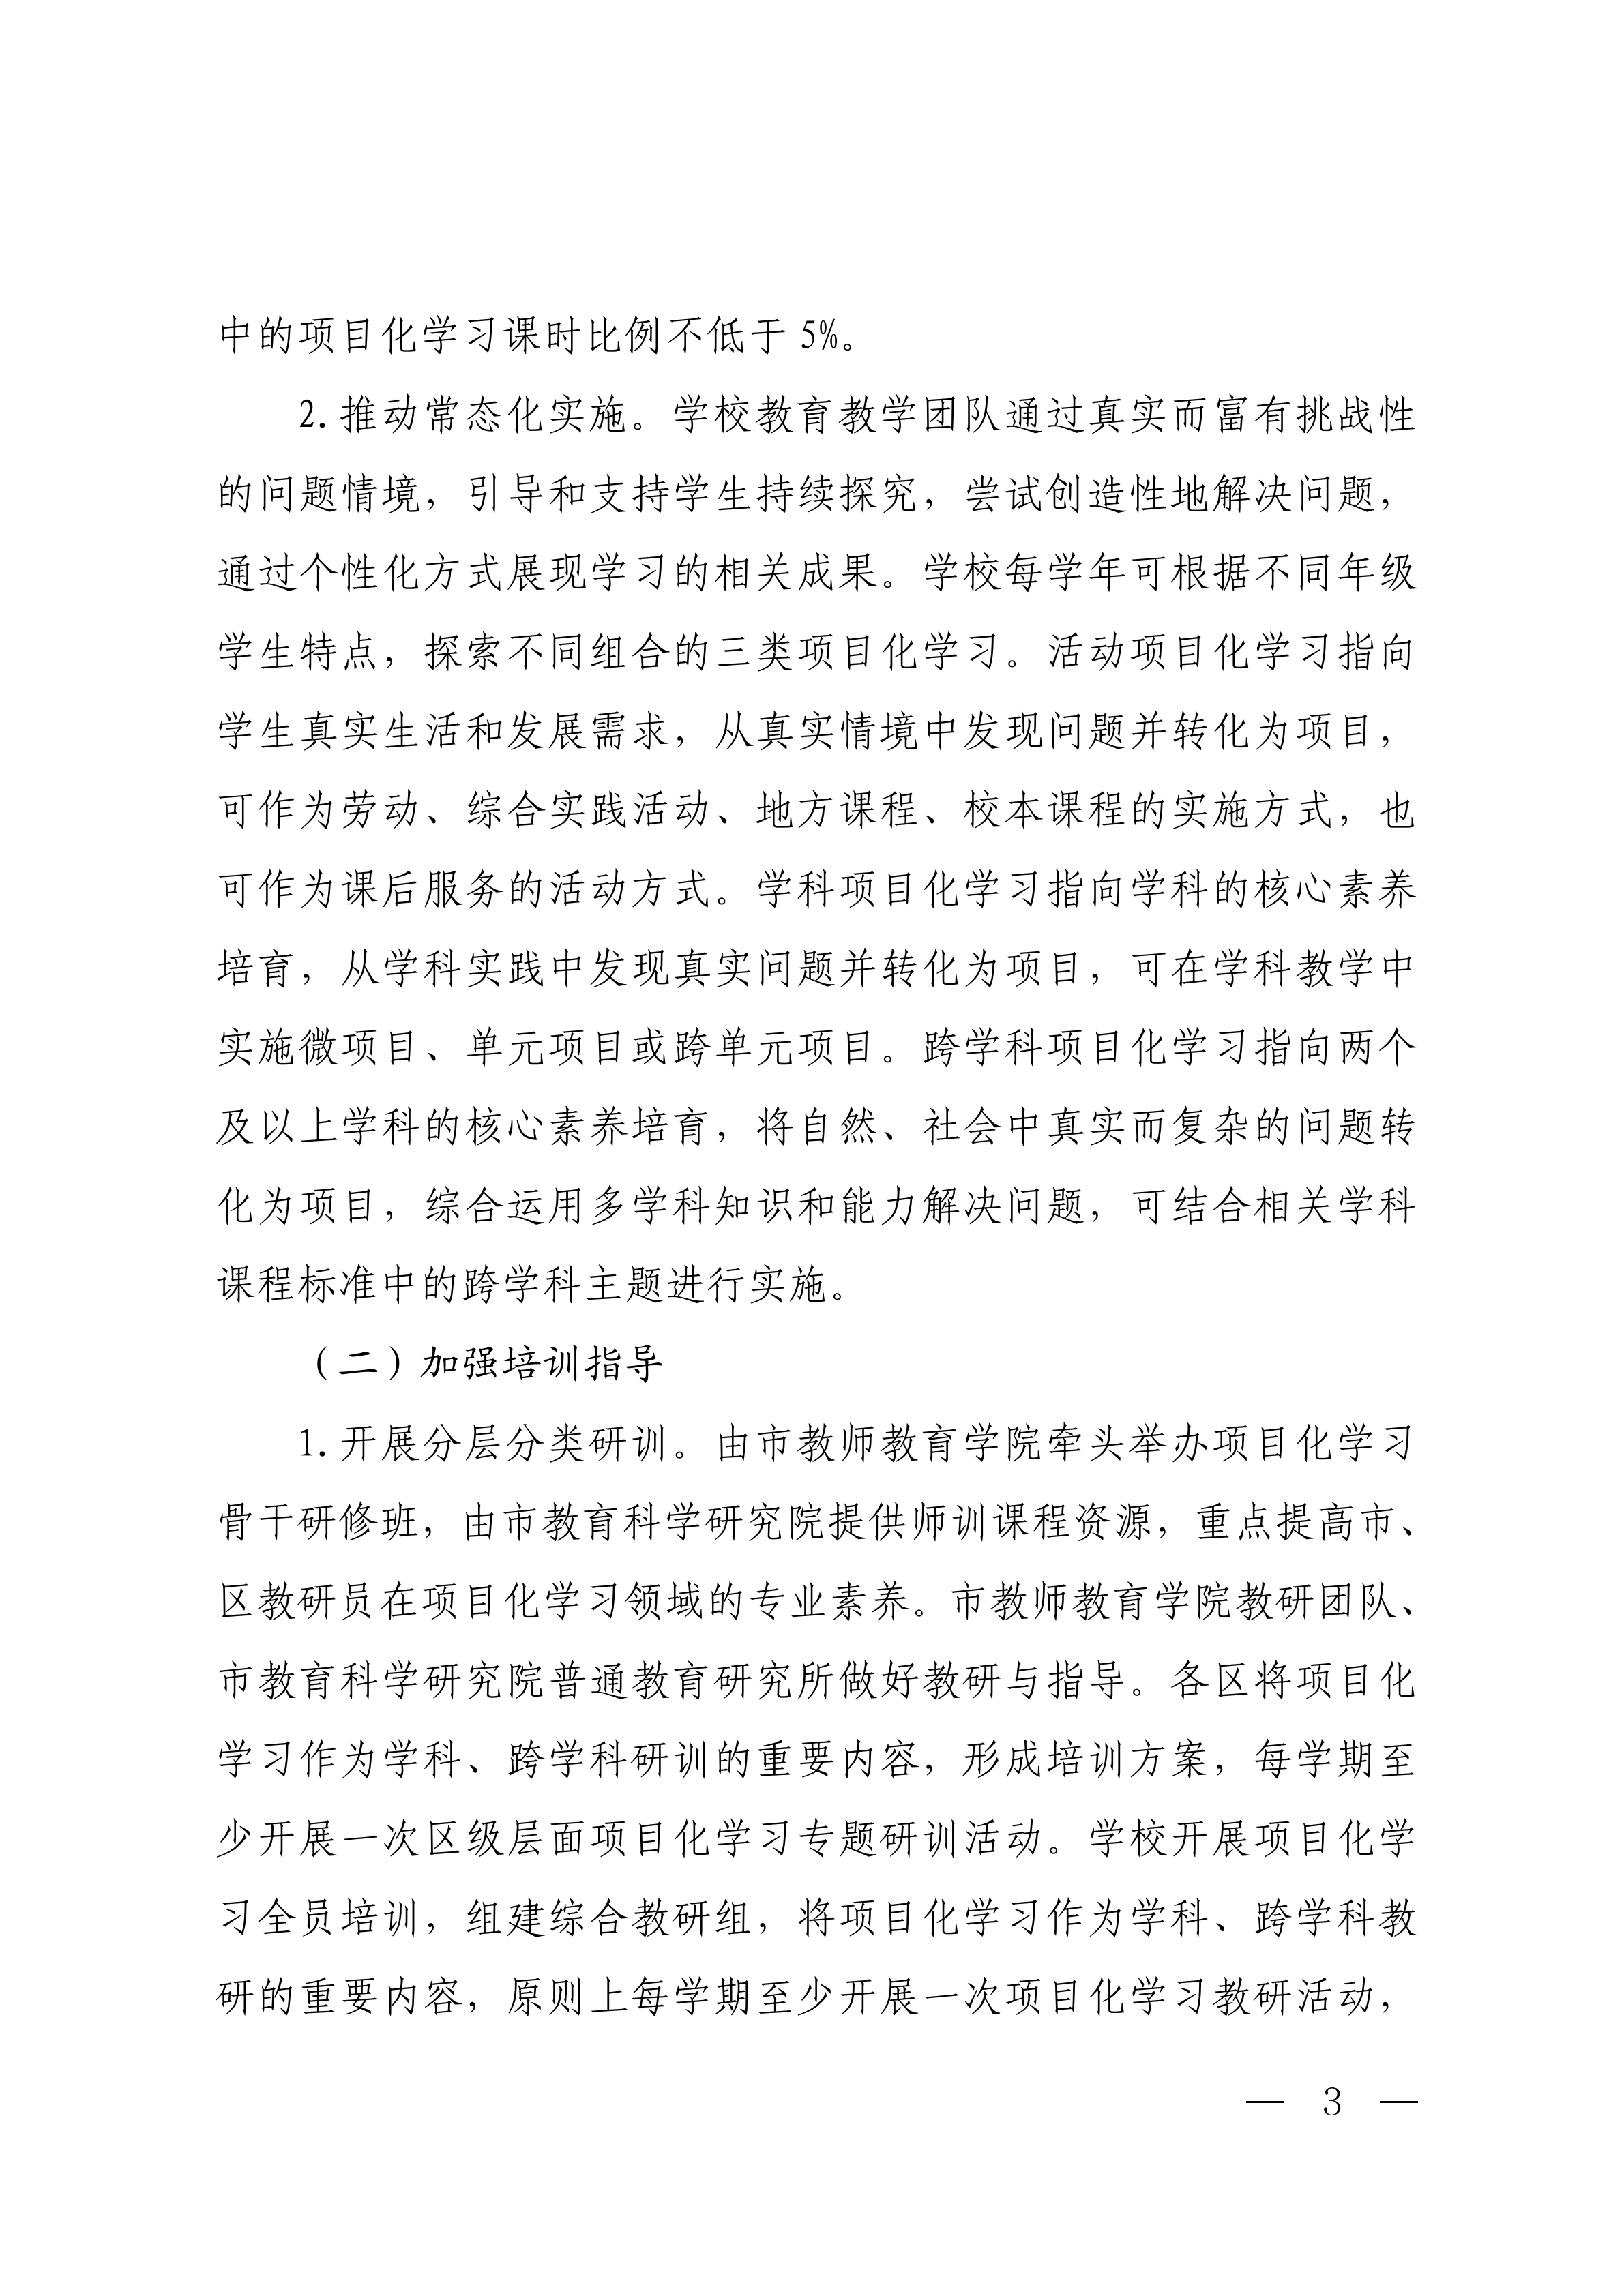 中的项目化学习课时比例不低于 5%。
2. 推动常态化实施。学校教育教学团队通过真实而富有挑战性
的问题情境，引导和支持学生持续探究，尝试创造性地解决问题，
通过个性化方式展现学习的相关成果。学校每学年可根据不同年级
学生特点，探索不同组合的三类项目化学习。活动项目化学习指向
学生真实生活和发展需求，从真实情境中发现问题并转化为项目，
可作为劳动、综合实践活动、地方课程、校本课程的实施方式，也
可作为课后服务的活动方式。学科项目化学习指向学科的核心素养
培育，从学科实践中发现真实问题并转化为项目，可在学科教学中
实施微项目、单元项目或跨单元项目。跨学科项目化学习指向两个
及以上学科的核心素养培育，将自然、社会中真实而复杂的问题转
化为项目，综合运用多学科知识和能力解决问题，可结合相关学科
课程标准中的跨学科主题进行实施。
（二）加强培训指导
1. 开展分层分类研训。由市教师教育学院牵头举办项目化学习
骨干研修班，由市教育科学研究院提供师训课程资源，重点提高市、
区教研员在项目化学习领域的专业素养。市教师教育学院教研团队、
市教育科学研究院普通教育研究所做好教研与指导。各区将项目化
学习作为学科、跨学科研训的重要内容，形成培训方案，每学期至
少开展一次区级层面项目化学习专题研训活动。学校开展项目化学
习全员培训，组建综合教研组，将项目化学习作为学科、跨学科教
研的重要内容，原则上每学期至少开展一次项目化学习教研活动，
— 3 —